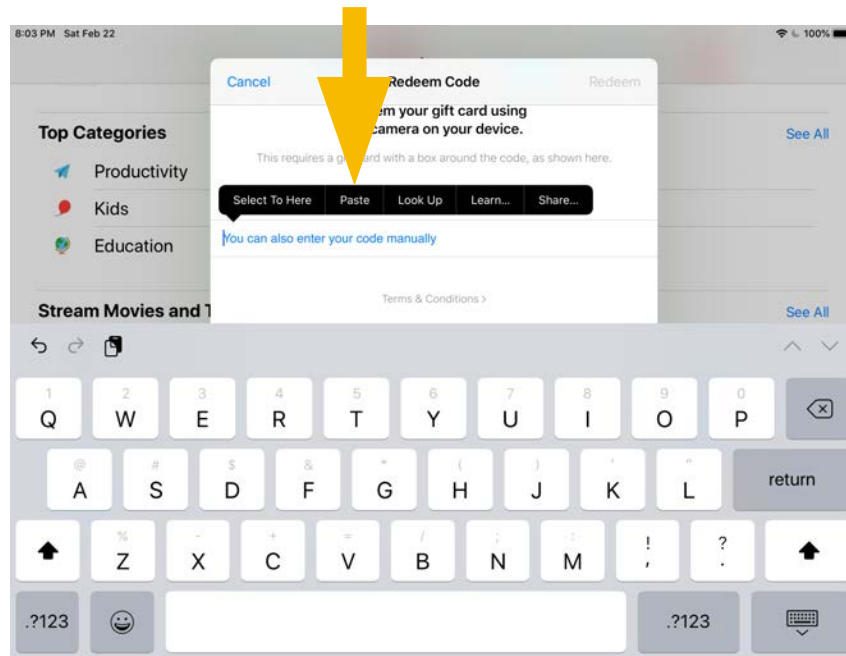 8:03 PM Sat Feb 22
100%
Cancel
Redeem Code
Redeem
em your gift card using
camera on your device.
This requires a gift card with a box around the code, as shown here.
Top Categories
See All
Productivity
Kids
Education
Select To Here Paste Look Up Learn... Share...
You can also enter your code manually
Terms & Conditions >
Stream Movies and T
See All
1 2 3 4 5 6 7 8 9 0
Q W E R T Y U I O P
@ # $ & * ( ) ' "
A S D F G H J K L return
% - + = / ; : ! ?
Z X C V B N M , .
.?123 .?123